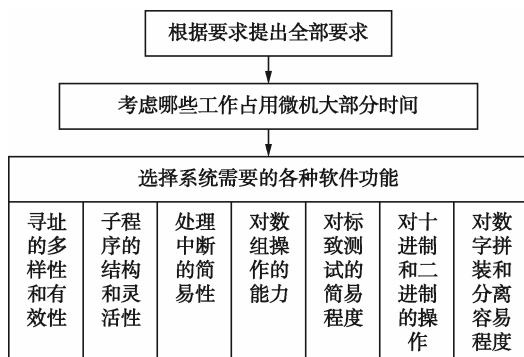 根据要求提出全部要求
考虑哪些工作占用微机大部分时间
选择系统需要的各种软件功能
寻址
的多
样性
和有
效性
子程
序的
结构
和灵
活性
处理
中断
的简
易性
对数
组操
作的
能力
对标
致测
试的
简易
程度
对十
进制
和二
进制
的操
作
对数
字拼
装和
分离
容易
程度